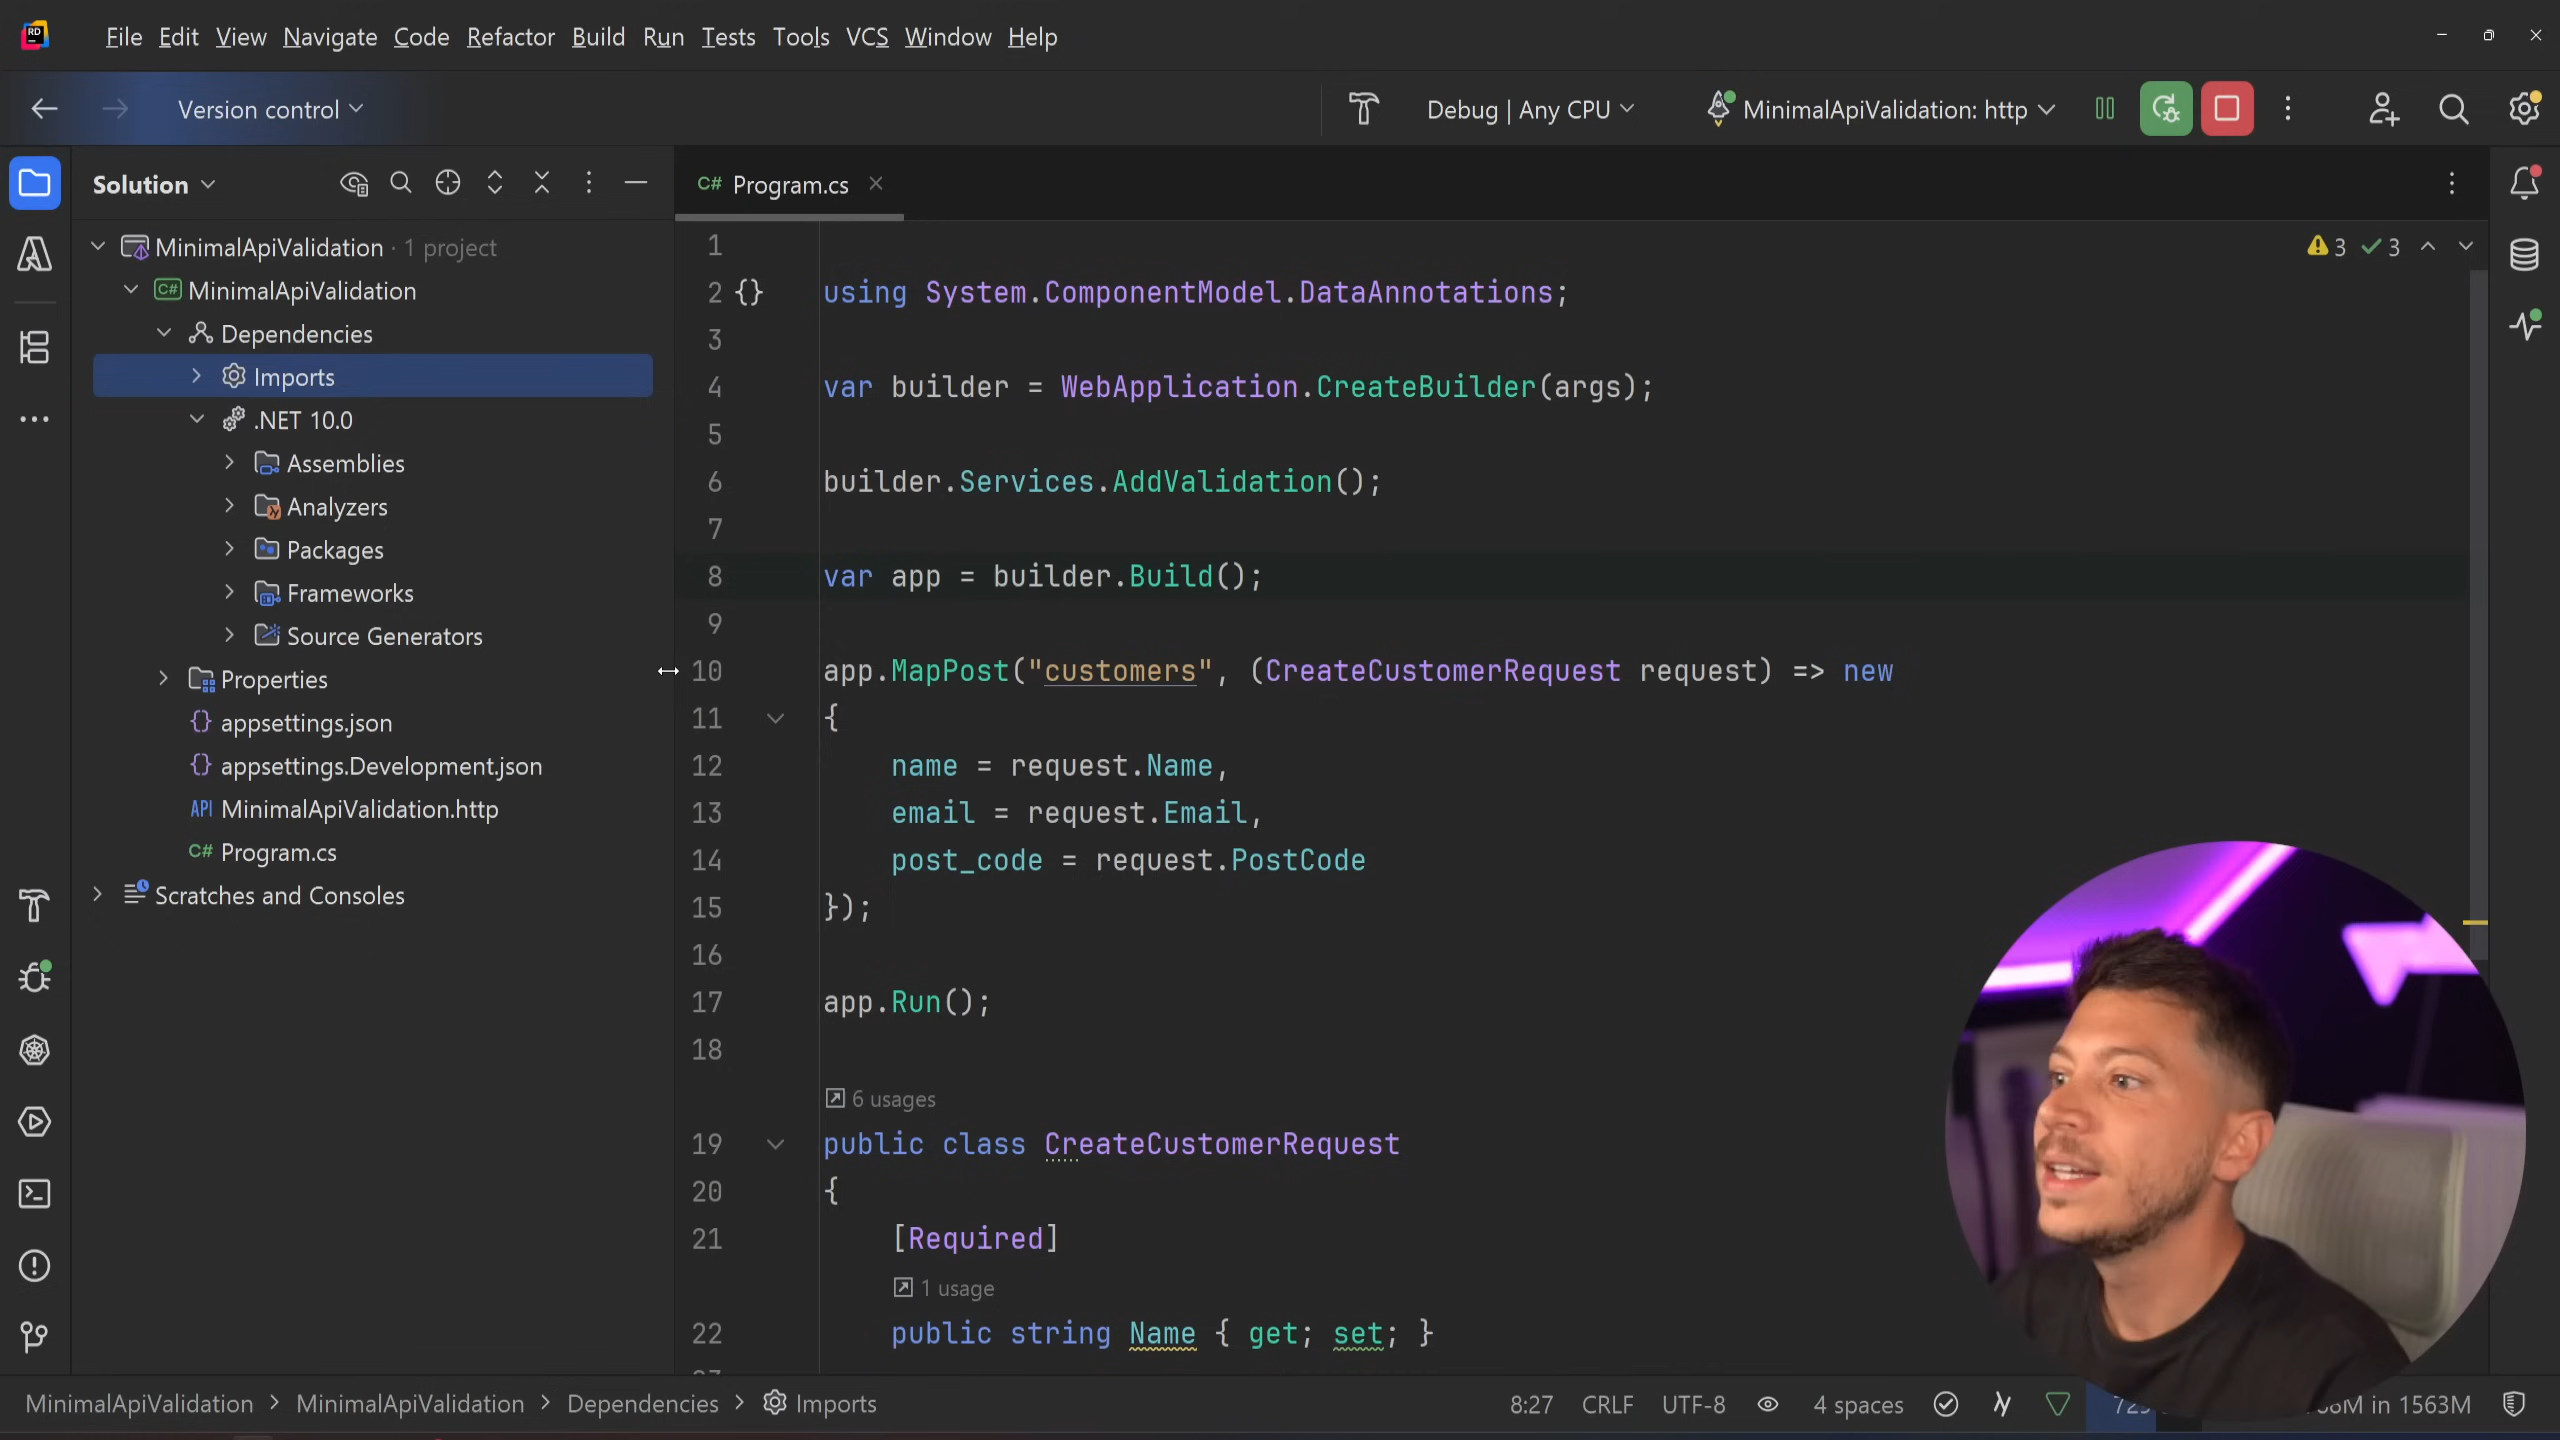 RD
File Edit View Navigate Code Refactor Build Run Tests Tools VCS Window Help
Version control
Debug | Any CPU
MinimalApiValidation: http
Solution
MinimalApiValidation · 1 project
C# MinimalApiValidation
Dependencies
Imports
.NET 10.0
Assemblies
Analyzers
Packages
Frameworks
Source Generators
Properties
{} appsettings.json
{} appsettings.Development.json
API MinimalApiValidation.http
C# Program.cs
Scratches and Consoles
C# Program.cs
3 3
1
2 {} using System.ComponentModel.DataAnnotations;
3
4 var builder = WebApplication.CreateBuilder(args);
5
6 builder.Services.AddValidation();
7
8 var app = builder.Build();
9
10 app.MapPost("customers", (CreateCustomerRequest request) => new
11 {
12 name = request.Name,
13 email = request.Email,
14 post_code = request.PostCode
15 });
16
17 app.Run();
18
6 usages
19 public class CreateCustomerRequest
20 {
21 [Required]
1 usage
22 public string Name { get; set; }
MinimalApiValidation > MinimalApiValidation > Dependencies > Imports
8:27 CRLF UTF-8 4 spaces in 1563M